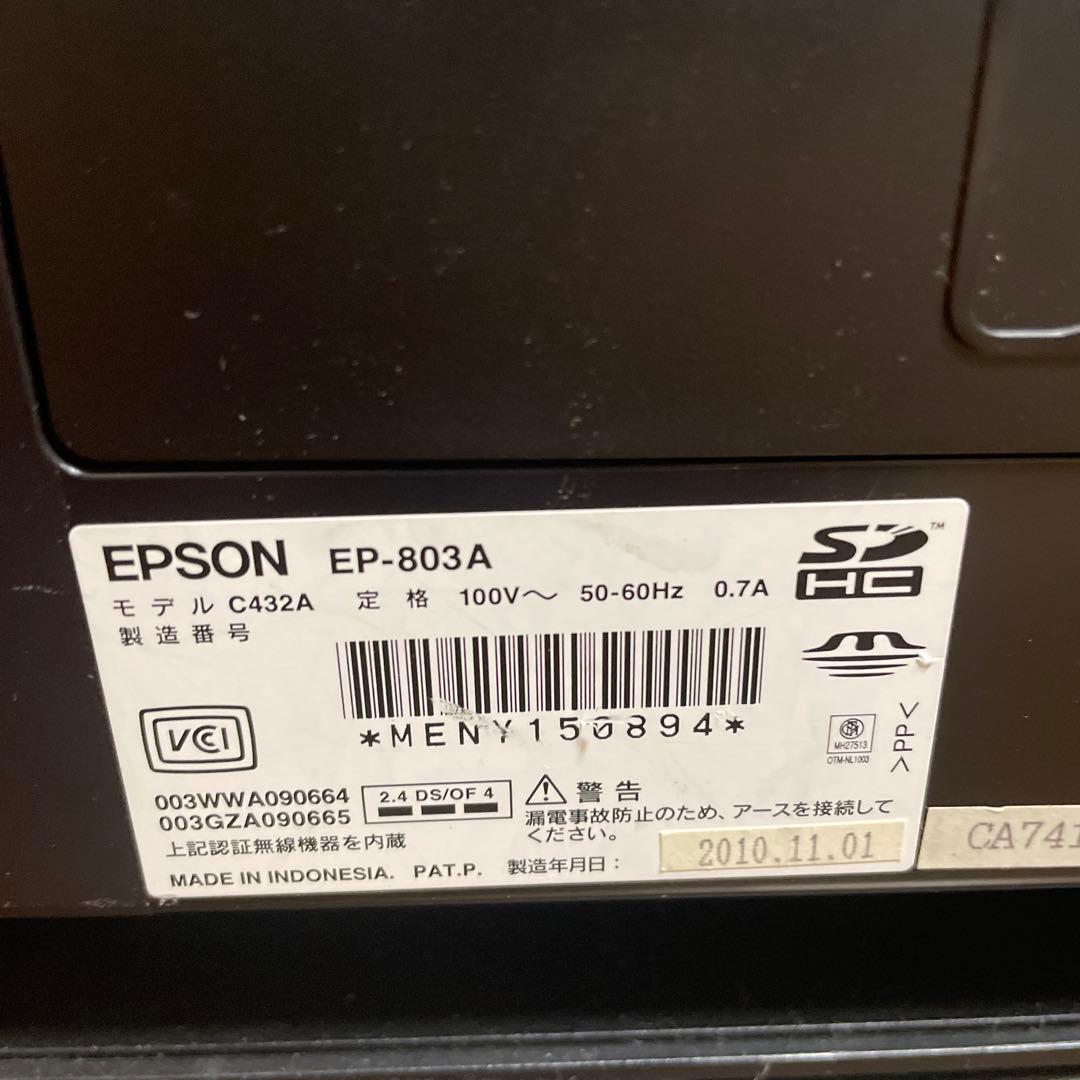 EPSON EP-803A
モデル C432A 定格 100V～ 50-60Hz 0.7A
製造番号
SD HC ™
*MENY150894*
VCCI
MH27513
OTM-NL1003
>PP<
003WWA090664
003GZA090665
2.4 DS/OF 4
上記認証無線機器を内蔵
警告
漏電事故防止のため、アースを接続して
ください。
MADE IN INDONESIA. PAT.P. 製造年月日： 2010.11.01
CA741